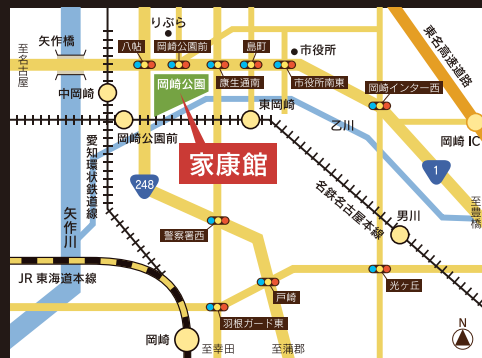 りぶら
矢作橋
至名古屋
八帖
岡崎公園前
島町
市役所
東名高速道路
康生通南
市役所南東
岡崎インター西
中岡崎
岡崎公園
東岡崎
岡崎公園前
乙川
岡崎 IC
愛知環状鉄道線
家康館
1
248
名鉄名古屋本線
至豊橋
矢作川
男川
警察署西
JR 東海道本線
戸崎
光ヶ丘
羽根ガード東
岡崎
至幸田
至蒲郡
N